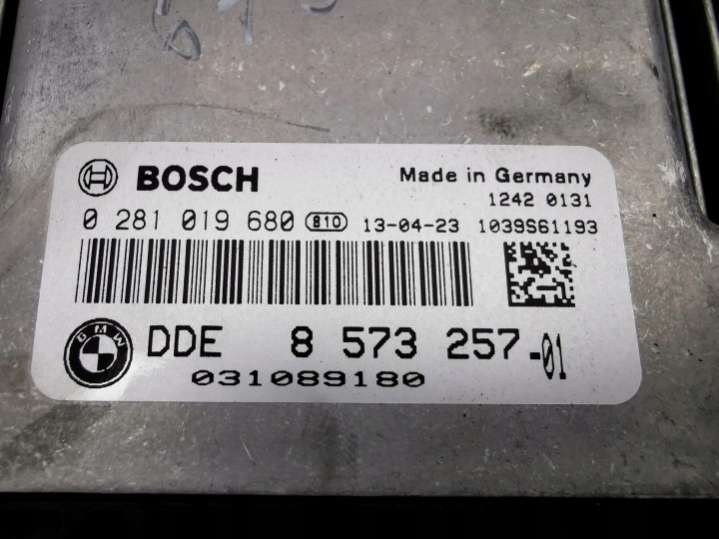 BOSCH Made in Germany
1242 0131
0 281 019 680 810 13-04-23 1039S61193
BMW DDE 8 573 257-01
031089180